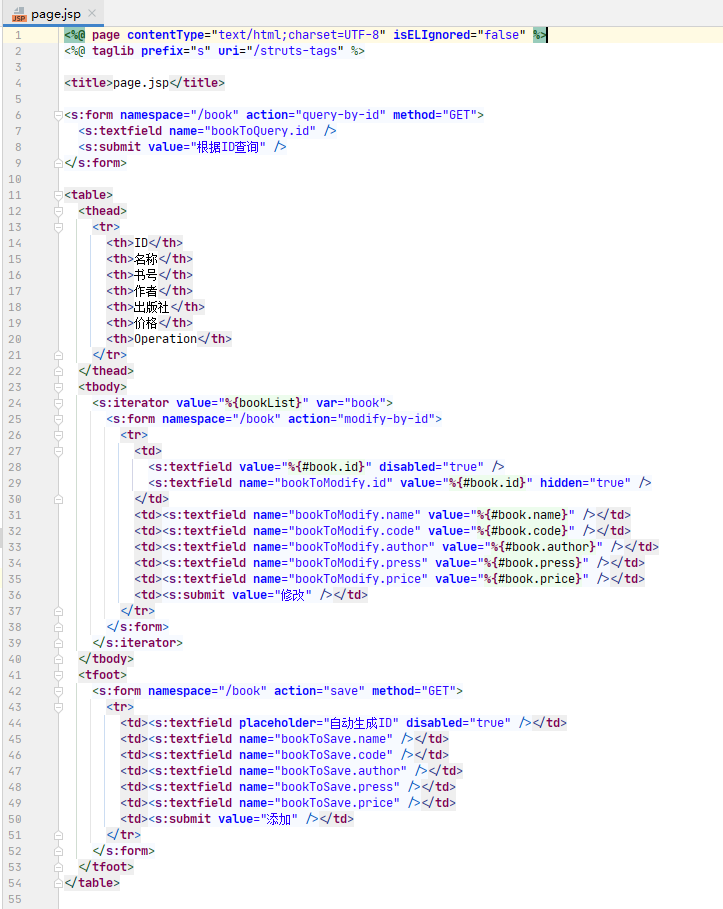 page.jsp
1 <%@ page contentType="text/html;charset=UTF-8" isELIgnored="false" %>
2 <%@ taglib prefix="s" uri="/struts-tags" %>
3
4 <title>page.jsp</title>
5
6 <s:form namespace="/book" action="query-by-id" method="GET">
7   <s:textfield name="bookToQuery.id" />
8   <s:submit value="根据ID查询" />
9 </s:form>
10
11 <table>
12   <thead>
13     <tr>
14       <th>ID</th>
15       <th>名称</th>
16       <th>书号</th>
17       <th>作者</th>
18       <th>出版社</th>
19       <th>价格</th>
20       <th>Operation</th>
21     </tr>
22   </thead>
23   <tbody>
24     <s:iterator value="%{bookList}" var="book">
25       <s:form namespace="/book" action="modify-by-id">
26         <tr>
27           <td>
28             <s:textfield value="%{#book.id}" disabled="true" />
29             <s:textfield name="bookToModify.id" value="%{#book.id}" hidden="true" />
30           </td>
31           <td><s:textfield name="bookToModify.name" value="%{#book.name}" /></td>
32           <td><s:textfield name="bookToModify.code" value="%{#book.code}" /></td>
33           <td><s:textfield name="bookToModify.author" value="%{#book.author}" /></td>
34           <td><s:textfield name="bookToModify.press" value="%{#book.press}" /></td>
35           <td><s:textfield name="bookToModify.price" value="%{#book.price}" /></td>
36           <td><s:submit value="修改" /></td>
37         </tr>
38       </s:form>
39     </s:iterator>
40   </tbody>
41   <tfoot>
42     <s:form namespace="/book" action="save" method="GET">
43       <tr>
44         <td><s:textfield placeholder="自动生成ID" disabled="true" /></td>
45         <td><s:textfield name="bookToSave.name" /></td>
46         <td><s:textfield name="bookToSave.code" /></td>
47         <td><s:textfield name="bookToSave.author" /></td>
48         <td><s:textfield name="bookToSave.press" /></td>
49         <td><s:textfield name="bookToSave.price" /></td>
50         <td><s:submit value="添加" /></td>
51       </tr>
52     </s:form>
53   </tfoot>
54 </table>
55